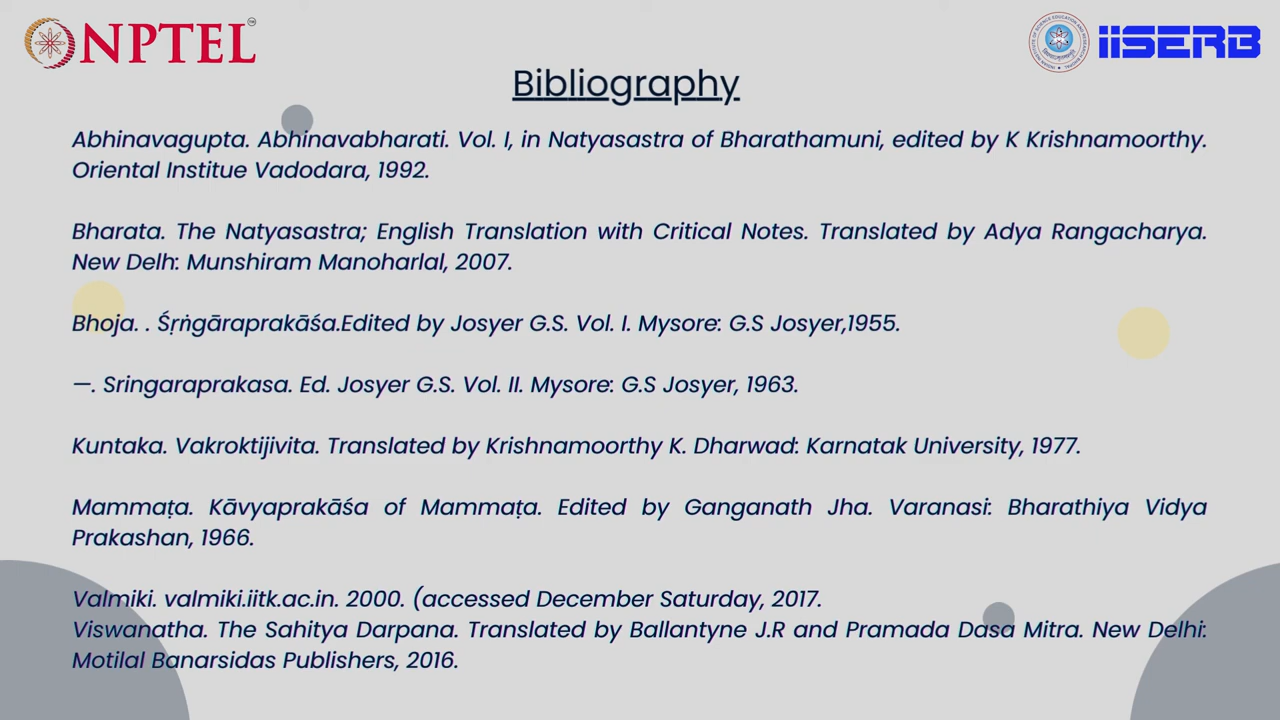 NPTEL
iiSERB
Bibliography
Abhinavagupta. Abhinavabharati. Vol. I, in Natyasastra of Bharathamuni, edited by K Krishnamoorthy.
Oriental Institue Vadodara, 1992.
Bharata. The Natyasastra; English Translation with Critical Notes. Translated by Adya Rangacharya.
New Delh: Munshiram Manoharlal, 2007.
Bhoja. . Śṛṅgāraprakāśa.Edited by Josyer G.S. Vol. I. Mysore: G.S Josyer,1955.
—. Sringaraprakasa. Ed. Josyer G.S. Vol. II. Mysore: G.S Josyer, 1963.
Kuntaka. Vakroktijivita. Translated by Krishnamoorthy K. Dharwad: Karnatak University, 1977.
Mammaṭa. Kāvyaprakāśa of Mammaṭa. Edited by Ganganath Jha. Varanasi: Bharathiya Vidya
Prakashan, 1966.
Valmiki. valmiki.iitk.ac.in. 2000. (accessed December Saturday, 2017.
Viswanatha. The Sahitya Darpana. Translated by Ballantyne J.R and Pramada Dasa Mitra. New Delhi:
Motilal Banarsidas Publishers, 2016.